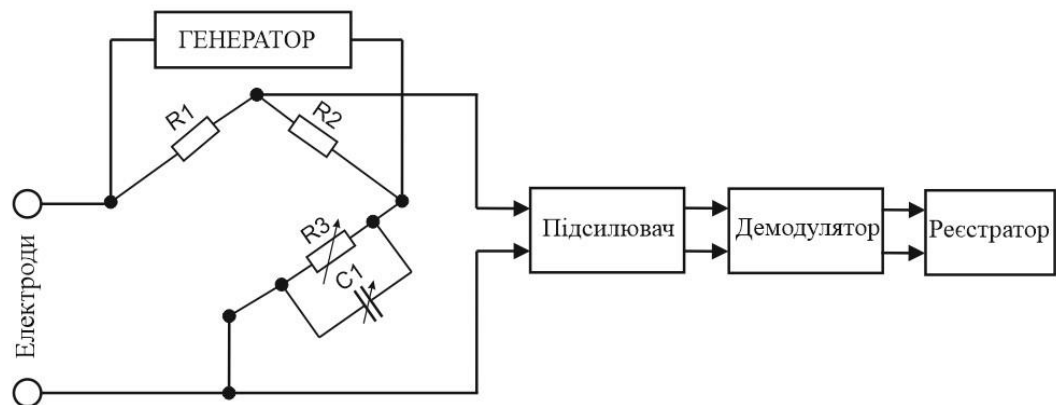 ГЕНЕРАТОР
R1
R2
R3
C1
Електроди
Підсилювач
Демодулятор
Реєстратор